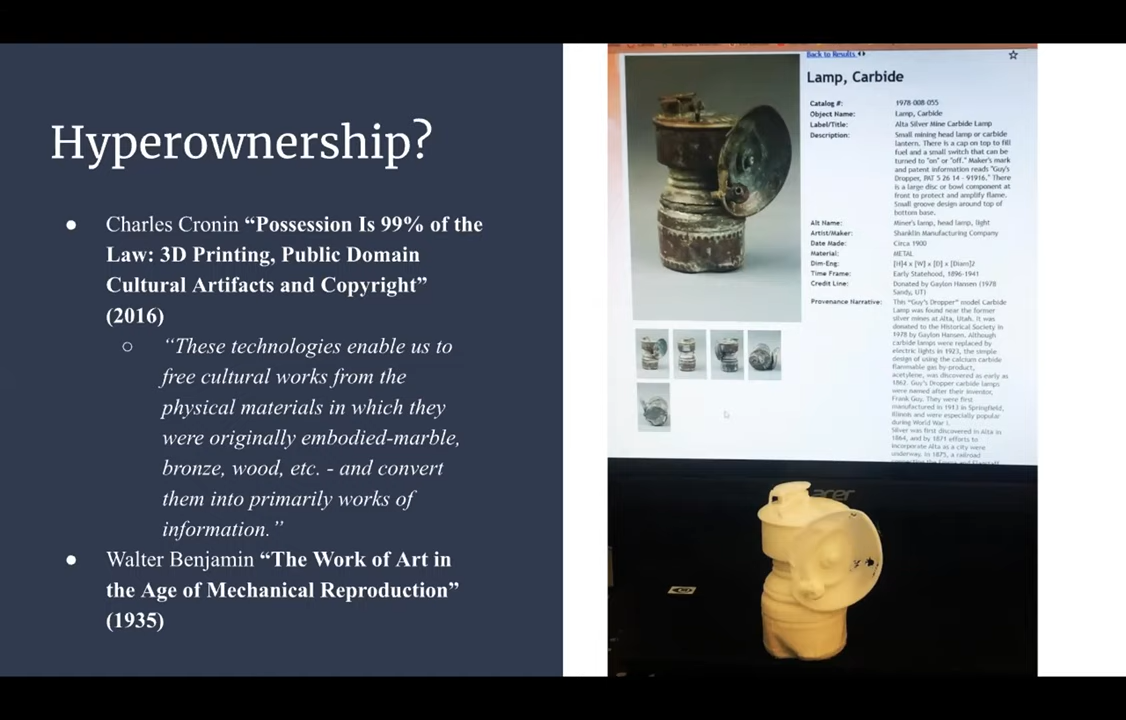 Hyperownership?
● Charles Cronin “Possession Is 99% of the
Law: 3D Printing, Public Domain
Cultural Artifacts and Copyright”
(2016)
○ “These technologies enable us to
free cultural works from the
physical materials in which they
were originally embodied-marble,
bronze, wood, etc. - and convert
them into primarily works of
information.”
● Walter Benjamin “The Work of Art in
the Age of Mechanical Reproduction”
(1935)
Back to Results
Lamp, Carbide
Catalog #: 1978-008-055
Object Name: Lamp, Carbide
Label/Title: Alta Silver Mine Carbide Lamp
Description: Small mining head lamp or carbide
lantern. There is a cap on top to fill
fuel and a small switch that can be
turned to "on" or "off." Maker's mark
and patent information reads "Guy's
Dropper, PAT 5 26 14 - 91916." There
is a large disc or bowl component at
front to protect and amplify flame.
Small groove design around top of
bottom base.
Alt Name: Miner's lamp, head lamp, light
Artist/Maker: Shanklin Manufacturing Company
Date Made: Circa 1900
Material: METAL
Dim-Eng: [H]4 x [W] x [D] x [Diam]2
Time Frame: Early Statehood, 1896-1941
Credit Line: Donated by Gaylon Hansen (1978
Sandy, UT)
Provenance Narrative: This "Guy's Dropper" model Carbide
Lamp was found near the former
silver mines at Alta, Utah. It was
donated to the Historical Society in
1978 by Gaylon Hansen. Although
carbide lamps were replaced by
electric lights in 1923, the simple
design of using the calcium carbide
flammable gas by-product,
acetylene, was discovered as early as
1862. Guy's Dropper carbide lamps
were named after their inventor,
Frank Guy. They were first
manufactured in 1913 in Springfield,
Illinois and were especially popular
during World War I.
Silver was first discovered in Alta in
1864, and by 1871 efforts to
incorporate Alta as a city were
underway. In 1875, a railroad
acer